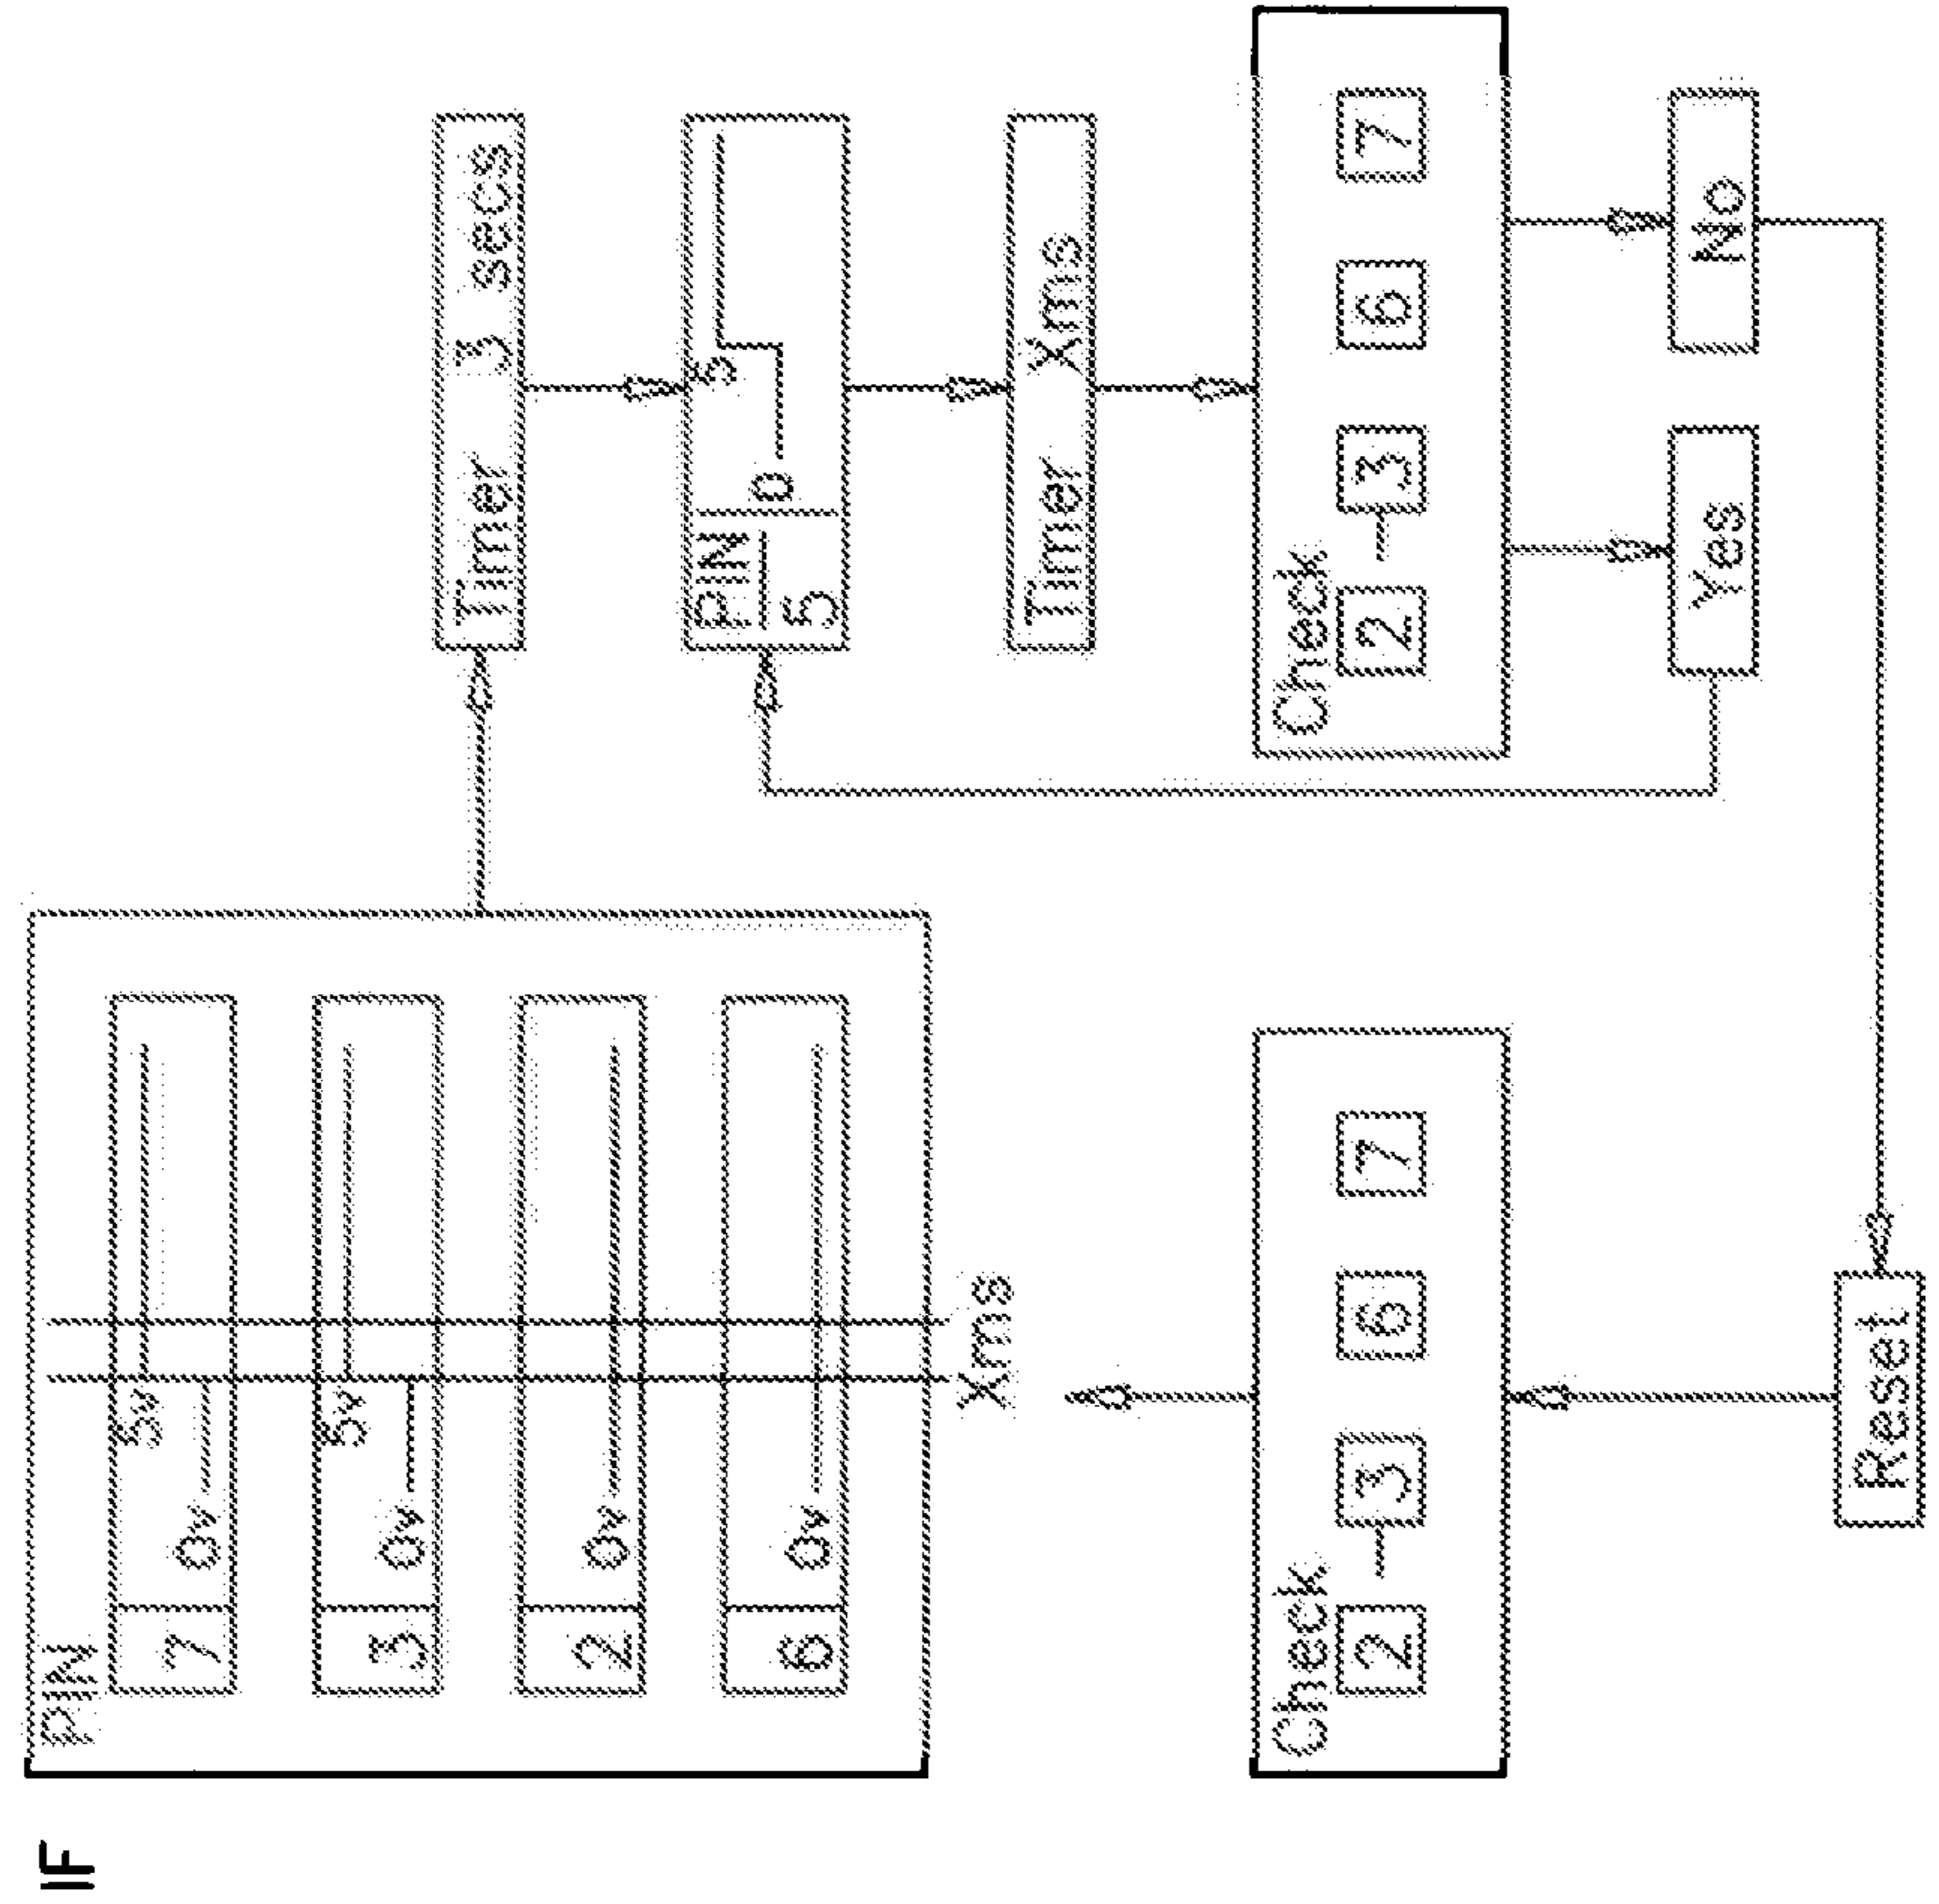 IF
PIN
7 0v 5v
3 0v 5v
2 0v
6 0v
Xms
Timer 3 secs
PIN 5
5 0
Timer Xms
Check
2 – 3 6 7
Yes No
Check
2 – 3 6 7
Reset